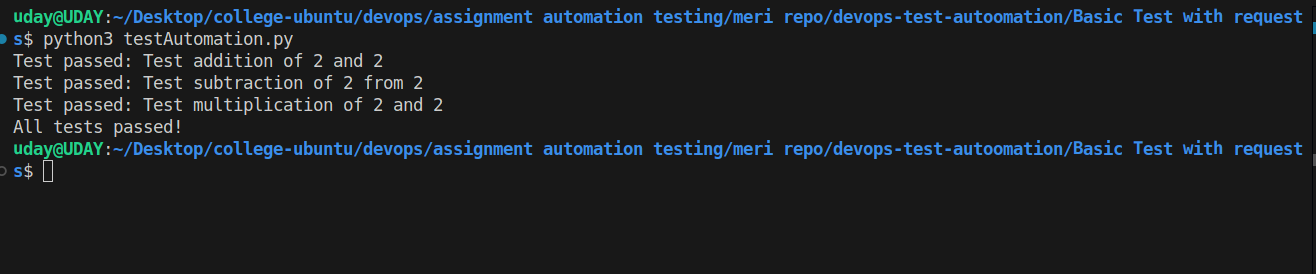 uday@UDAY:~/Desktop/college-ubuntu/devops/assignment automation testing/meri repo/devops-test-autoomation/Basic Test with request
s$ python3 testAutomation.py
Test passed: Test addition of 2 and 2
Test passed: Test subtraction of 2 from 2
Test passed: Test multiplication of 2 and 2
All tests passed!
uday@UDAY:~/Desktop/college-ubuntu/devops/assignment automation testing/meri repo/devops-test-autoomation/Basic Test with request
s$